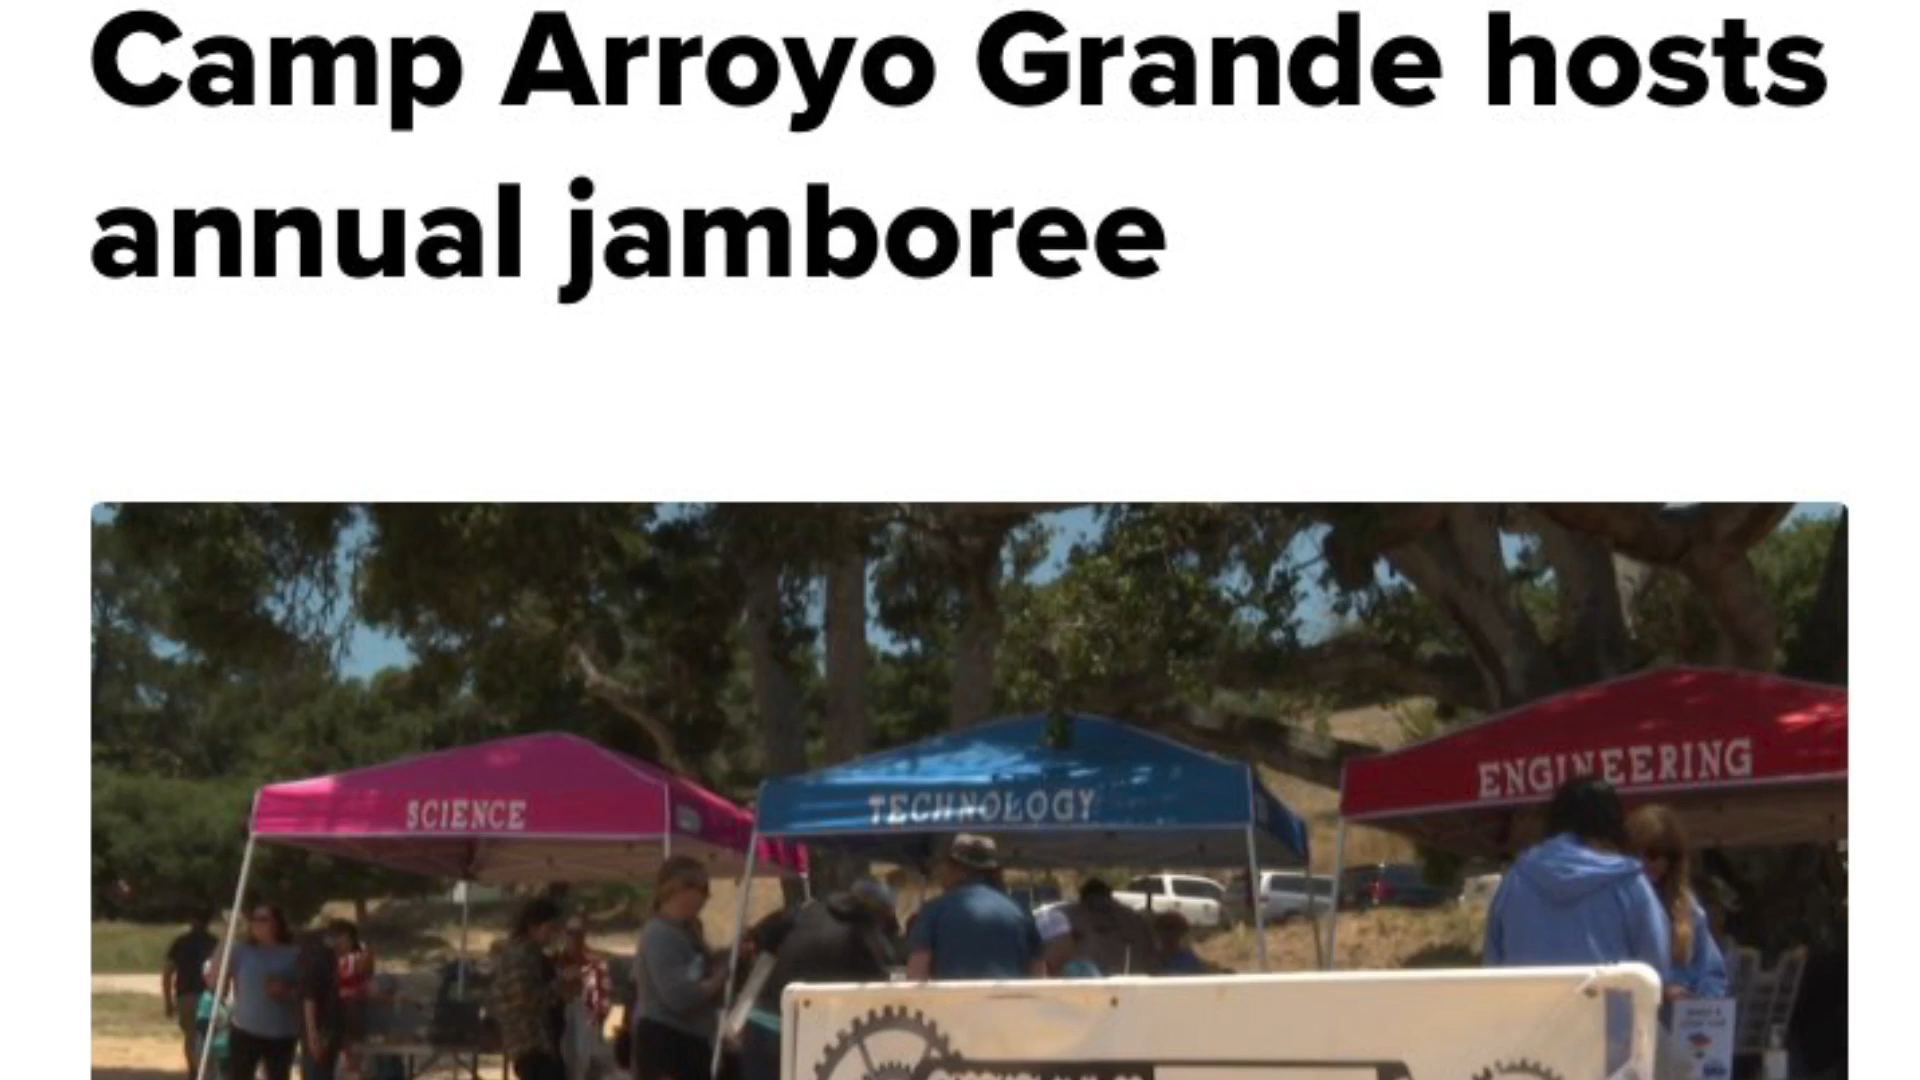 Camp Arroyo Grande hosts
annual jamboree
SCIENCE
TECHNOLOGY
ENGINEERING